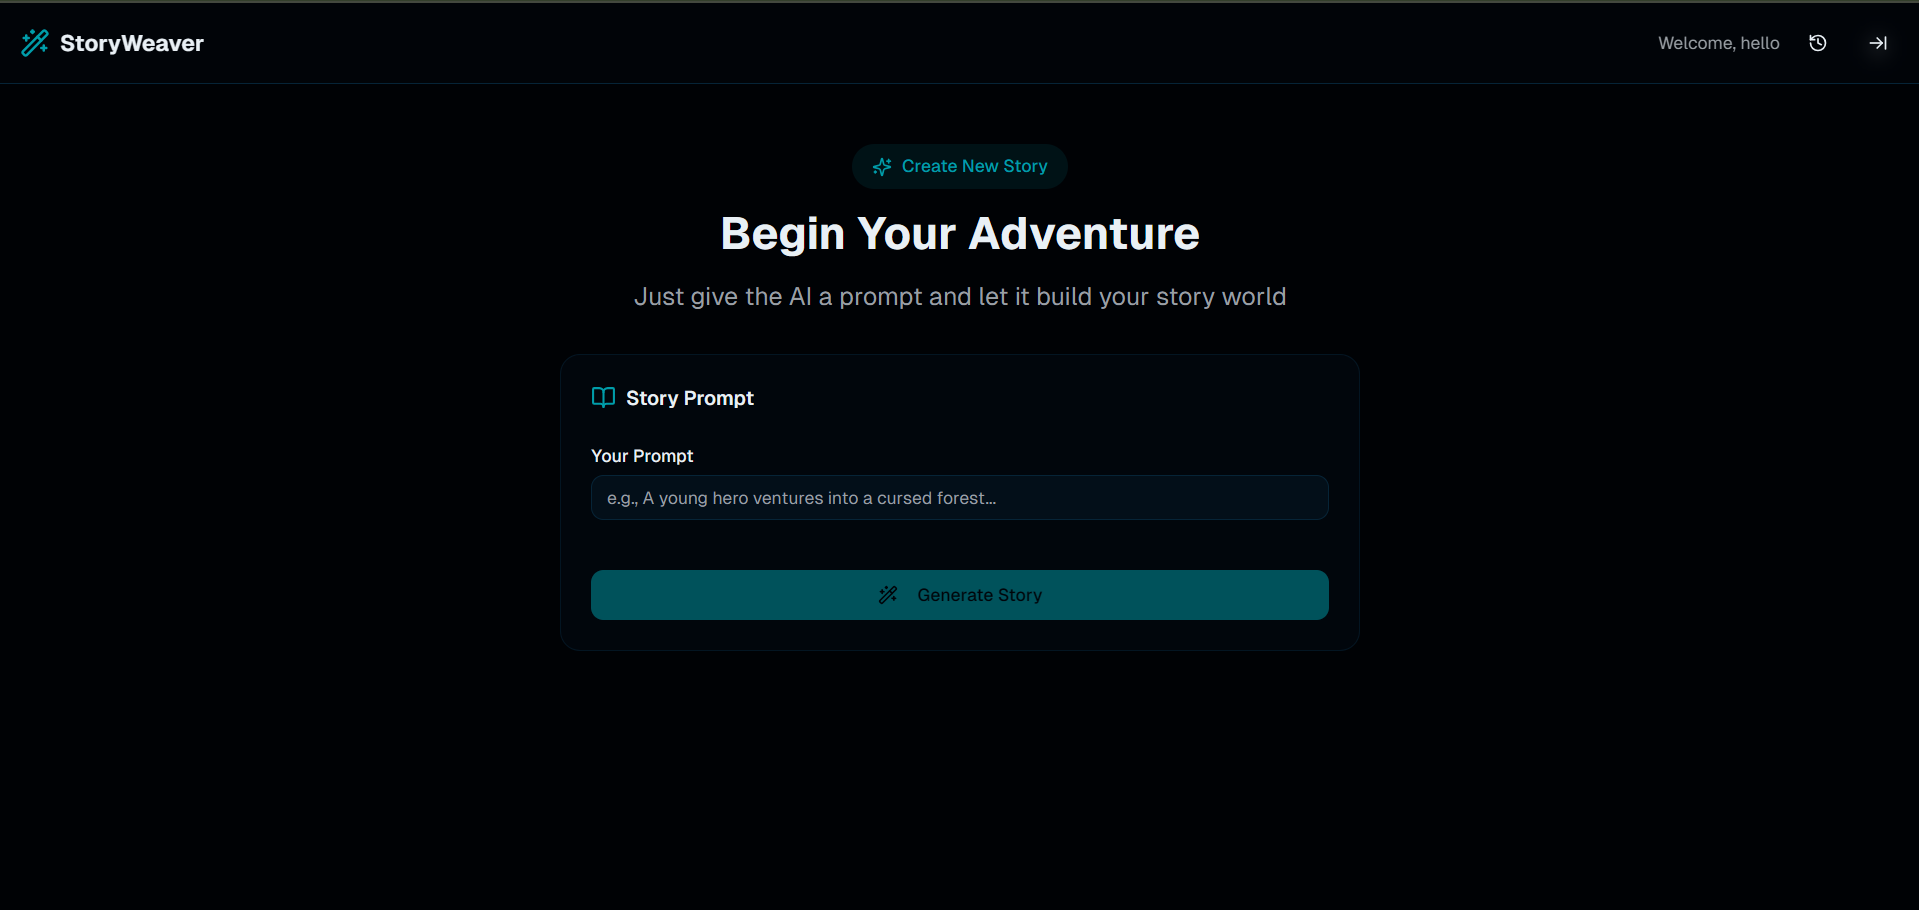 StoryWeaver
Welcome, hello
Create New Story
Begin Your Adventure
Just give the AI a prompt and let it build your story world
Story Prompt
Your Prompt
e.g., A young hero ventures into a cursed forest...
Generate Story